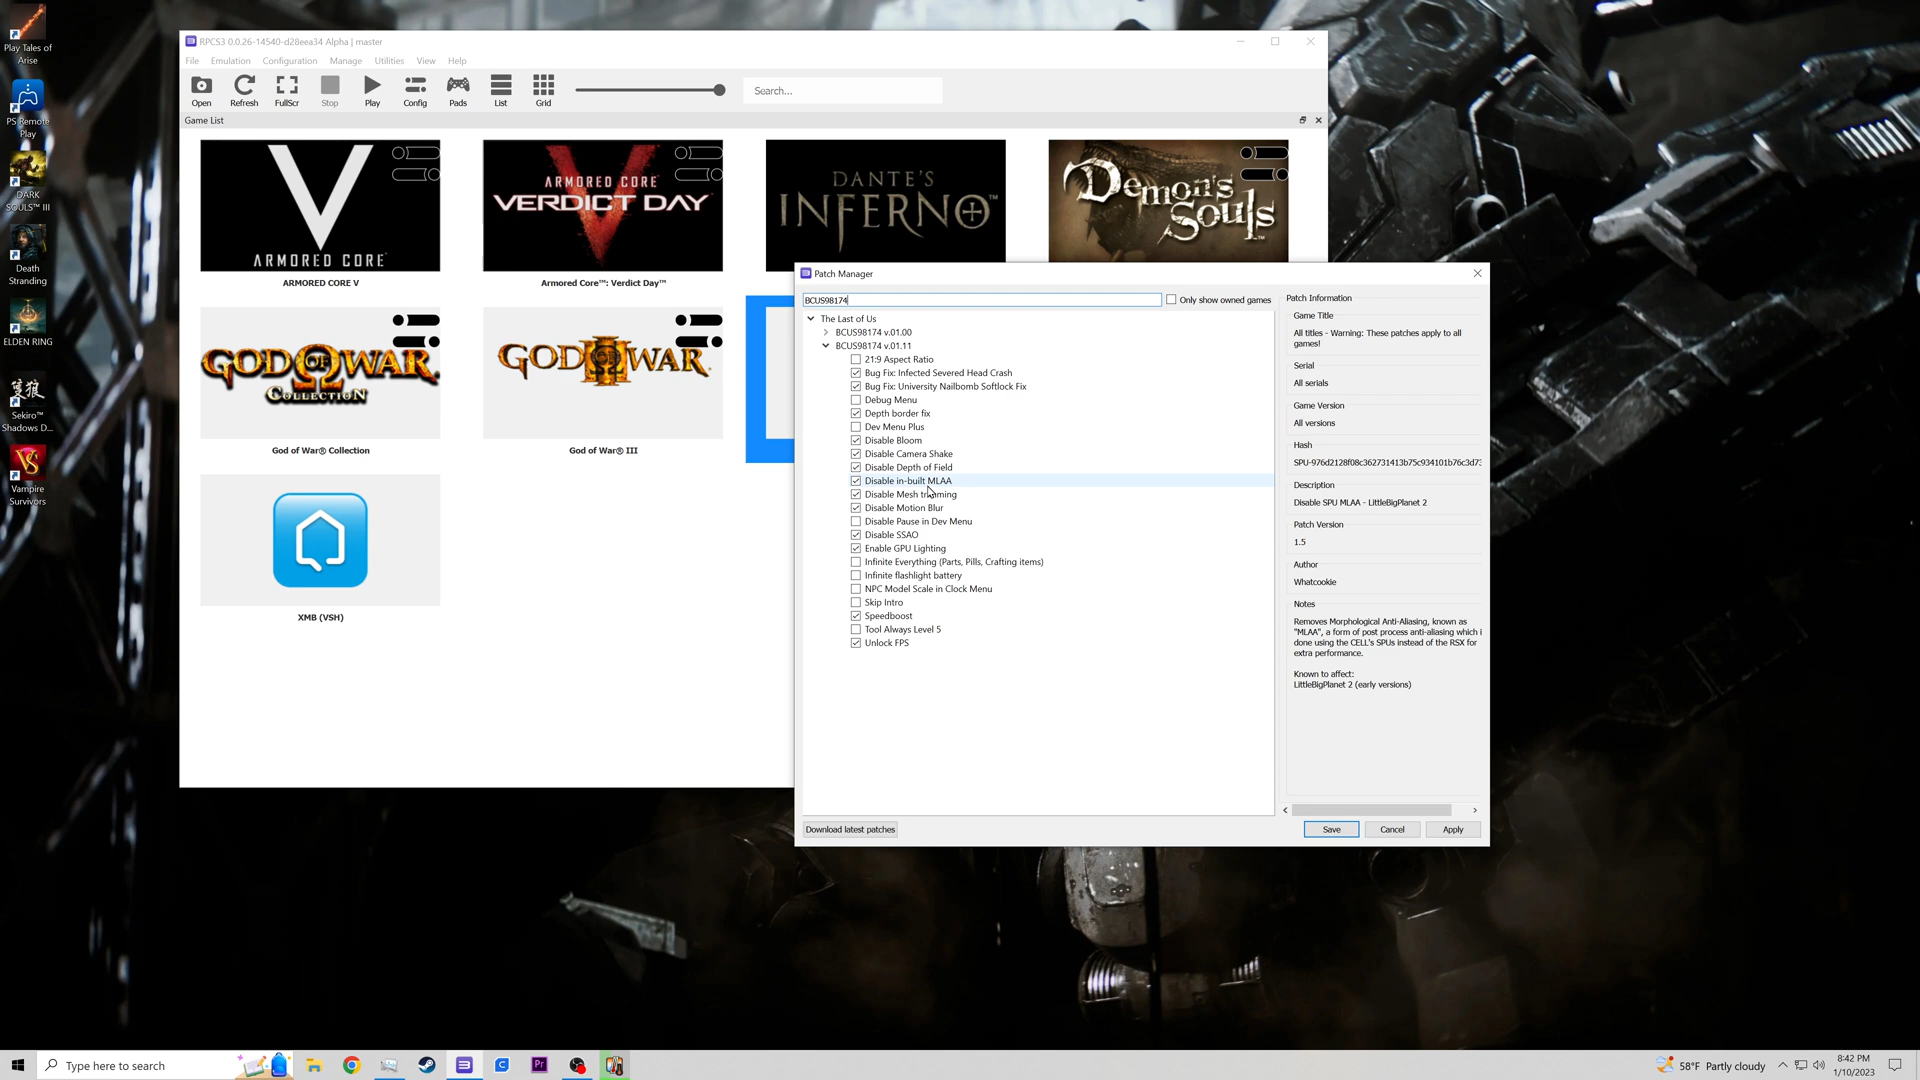 Play Tales of
Arise
PS Remote
Play
DARK
SOULS™ III
Death
Stranding
ELDEN RING
Sekiro™
Shadows D...
VS
Vampire
Survivors
RPCS3 0.0.26-14540-d28eea34 Alpha | master
File Emulation Configuration Manage Utilities View Help
Open Refresh FullScr Stop Play Config Pads List Grid
Search...
Game List
ARMORED CORE
ARMORED CORE V
ARMORED CORE
VERDICT DAY™
Armored Core™: Verdict Day™
DANTE'S
INFERNO™
Demon's
Souls
GOD OF WAR
COLLECTION
God of War® Collection
GOD OF WAR
God of War® III
XMB (VSH)
Patch Manager
BCUS98174
Only show owned games
The Last of Us
BCUS98174 v.01.00
BCUS98174 v.01.11
21:9 Aspect Ratio
Bug Fix: Infected Severed Head Crash
Bug Fix: University Nailbomb Softlock Fix
Debug Menu
Depth border fix
Dev Menu Plus
Disable Bloom
Disable Camera Shake
Disable Depth of Field
Disable in-built MLAA
Disable Mesh
Disable Motion Blur
Disable Pause in Dev Menu
Disable SSAO
Enable GPU Lighting
Infinite Everything (Parts, Pills, Crafting items)
Infinite flashlight battery
NPC Model Scale in Clock Menu
Skip Intro
Speedboost
Tool Always Level 5
Unlock FPS
Download latest patches
Patch Information
Game Title
All titles - Warning: These patches apply to all
games!
Serial
All serials
Game Version
All versions
Hash
SPU-976d2128f08c362731413b75c934101b76c3d73
Description
Disable SPU MLAA - LittleBigPlanet 2
Patch Version
1.5
Author
Whatcookie
Notes
Removes Morphological Anti-Aliasing, known as
"MLAA", a form of post process anti-aliasing which i
done using the CELL's SPUs instead of the RSX for
extra performance.
Known to affect:
LittleBigPlanet 2 (early versions)
Save Cancel Apply
Type here to search
Pr
58°F Partly cloudy
8:42 PM
1/10/2023